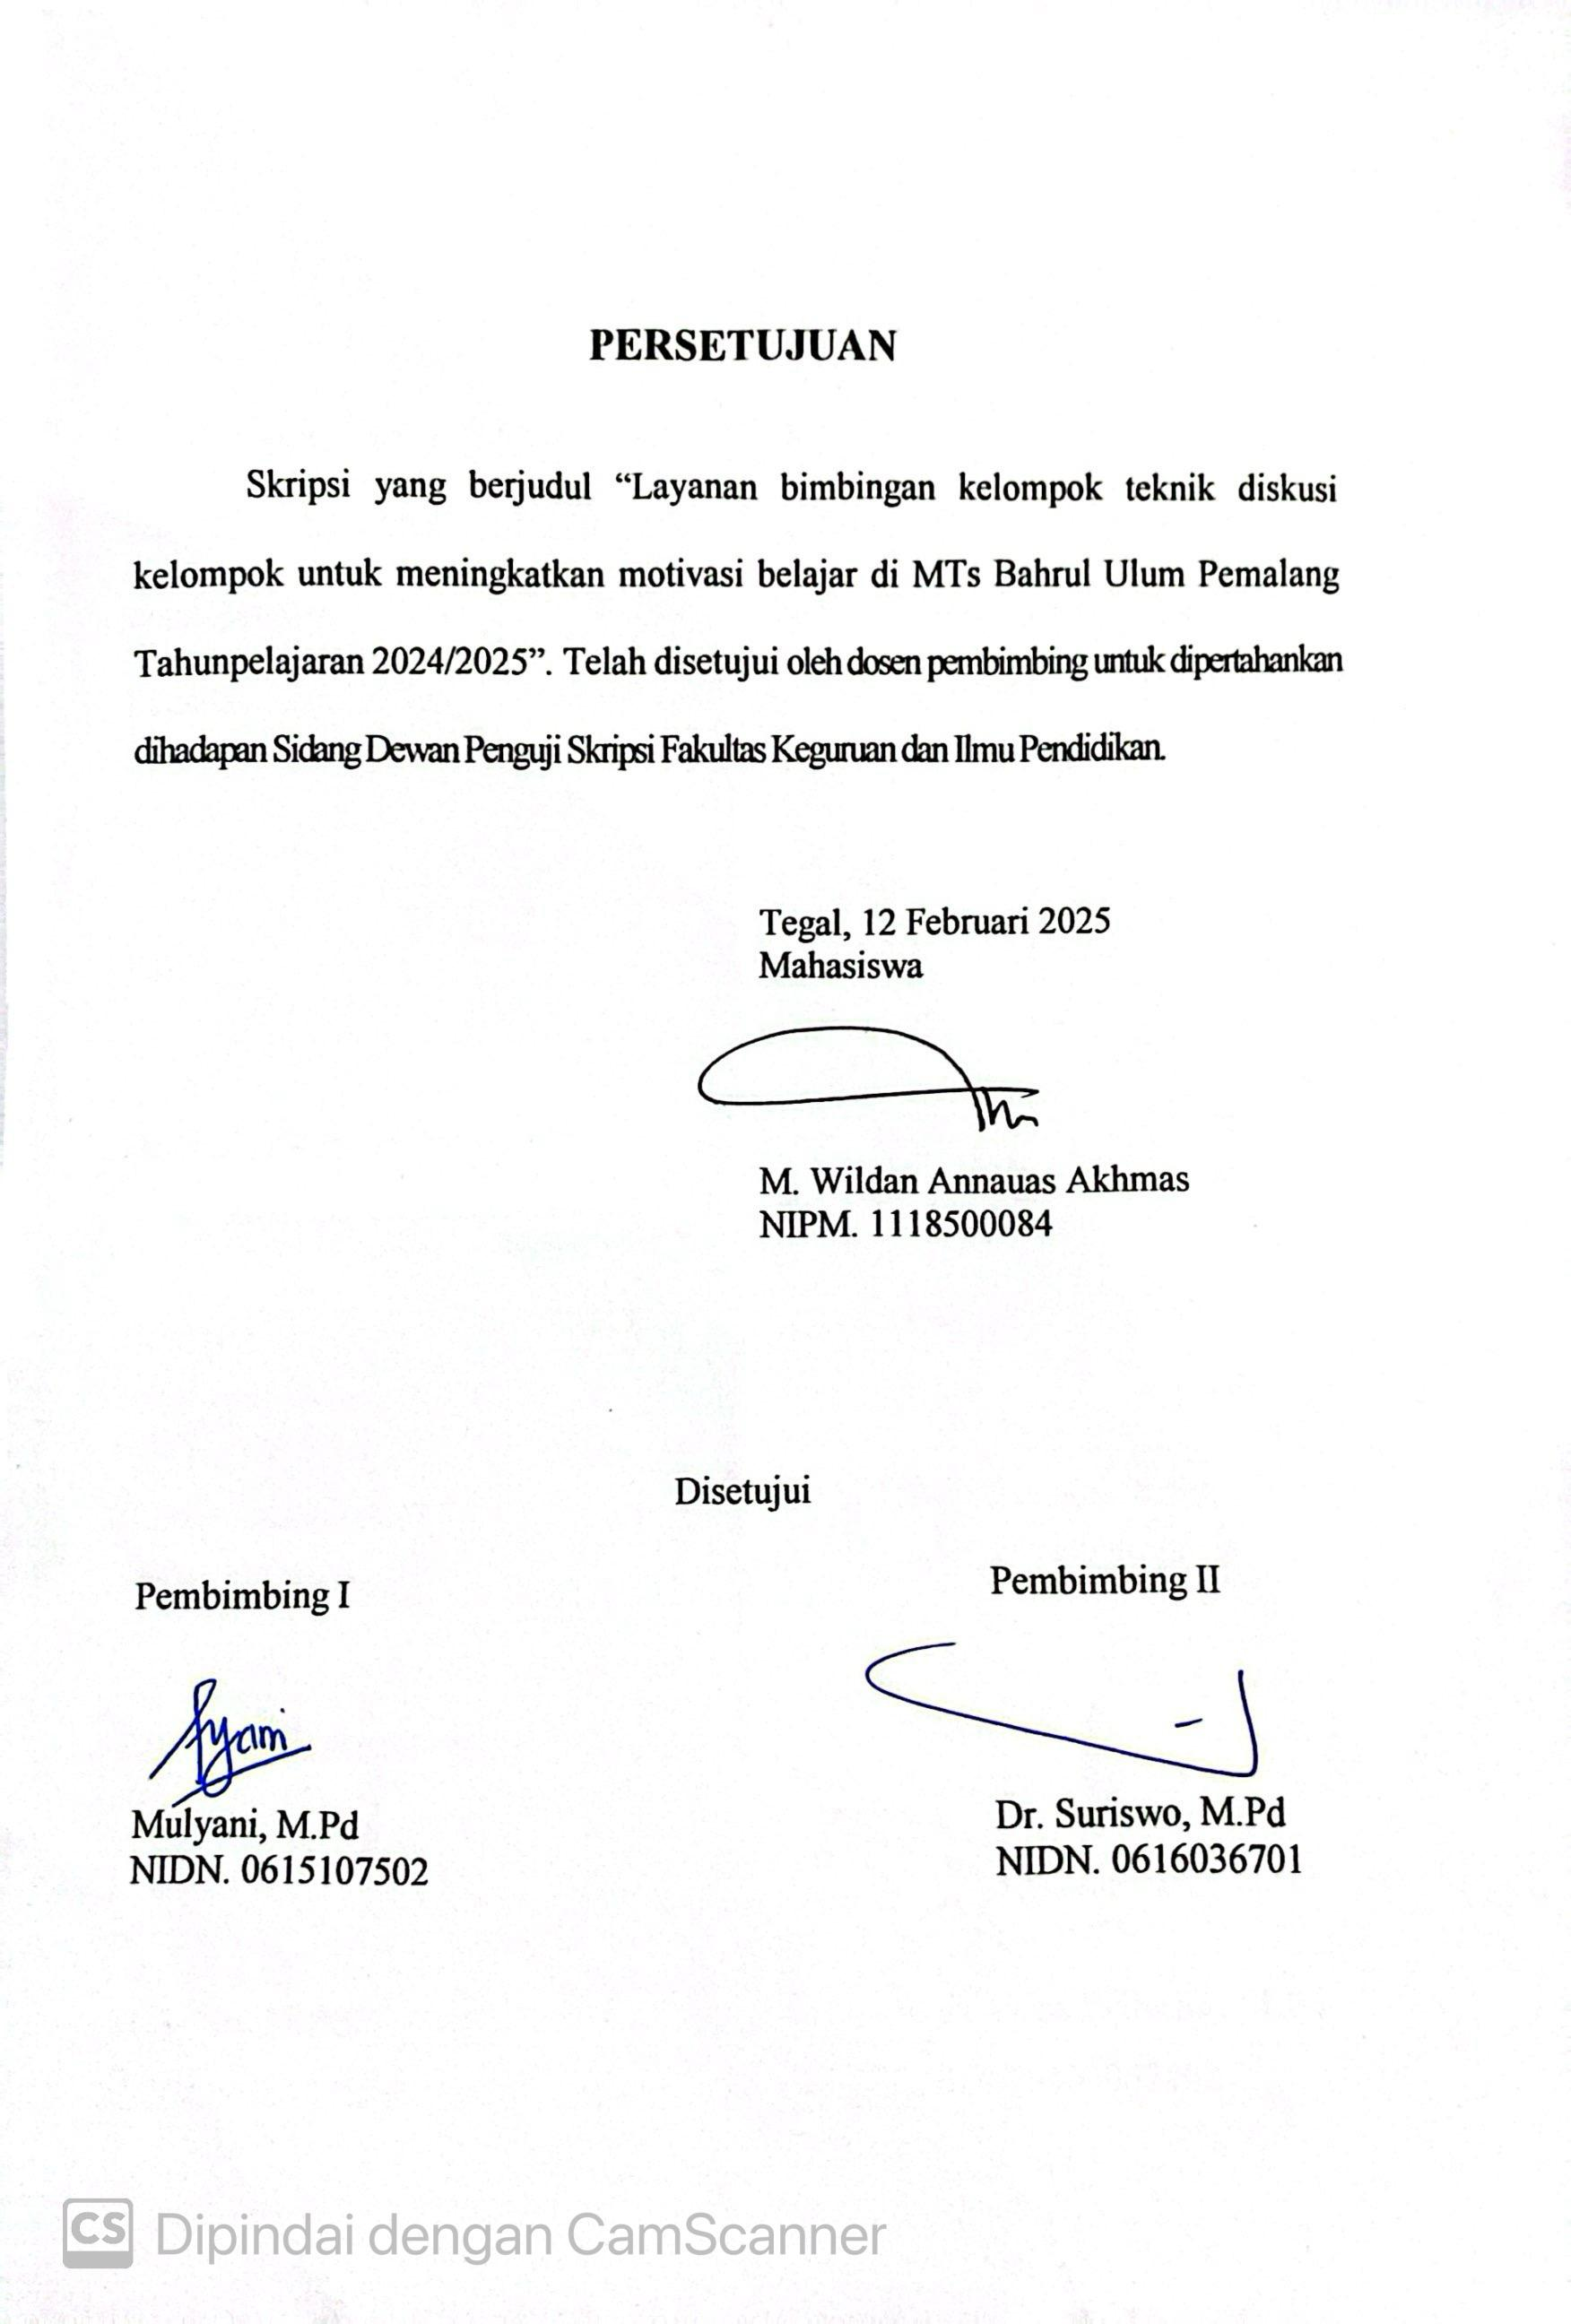 PERSETUJUAN
Skripsi yang berjudul “Layanan bimbingan kelompok teknik diskusi
kelompok untuk meningkatkan motivasi belajar di MTs Bahrul Ulum Pemalang
Tahunpelajaran 2024/2025”. Telah disetujui oleh dosen pembimbing untuk dipertahankan
dihadapan Sidang Dewan Penguji Skripsi Fakultas Keguruan dan Ilmu Pendidikan.
Tegal, 12 Februari 2025
Mahasiswa
M. Wildan Annauas Akhmas
NIPM. 1118500084
Disetujui
Pembimbing I
Pembimbing II
Mulyani, M.Pd
NIDN. 0615107502
Dr. Suriswo, M.Pd
NIDN. 0616036701
CS Dipindai dengan CamScanner